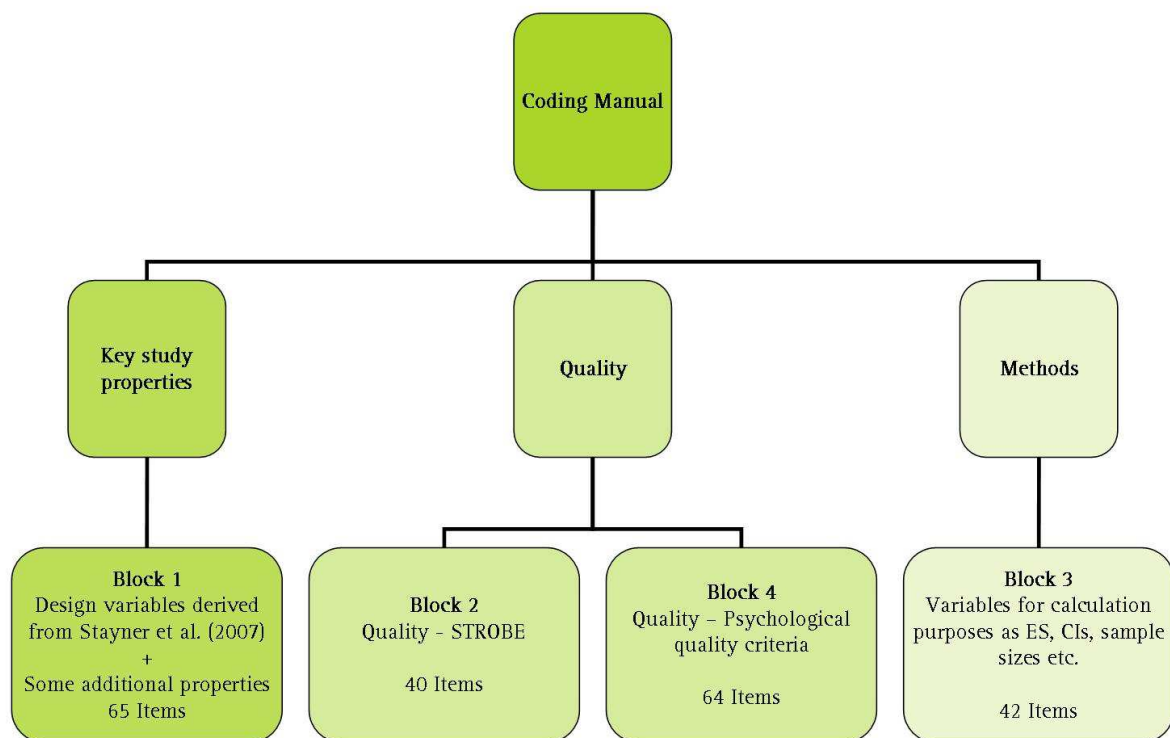 Coding Manual
Key study
properties
Quality
Methods
Block 1
Design variables derived
from Stayner et al. (2007)
+
Some additional properties
65 Items
Block 2
Quality - STROBE
40 Items
Block 4
Quality – Psychological
quality criteria
64 Items
Block 3
Variables for calculation
purposes as ES, CIs, sample
sizes etc.
42 Items